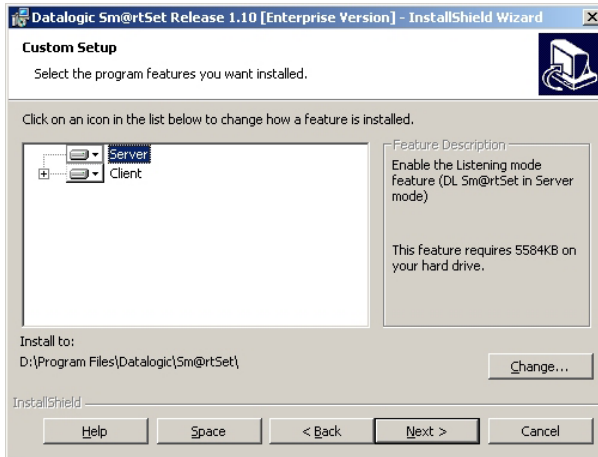 Datalogic Sm@rtSet Release 1.10 [Enterprise Version] - InstallShield Wizard
Custom Setup
Select the program features you want installed.
Click on an icon in the list below to change how a feature is installed.
Server
Client
Feature Description
Enable the Listening mode
feature (DL Sm@rtSet in Server
mode)
This feature requires 5584KB on
your hard drive.
Install to:
D:\Program Files\Datalogic\Sm@rtSet\
Change...
InstallShield
Help
Space
< Back
Next >
Cancel